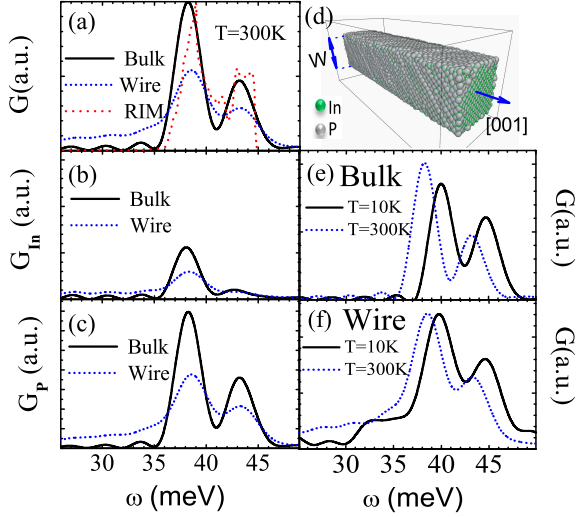 (a)
T=300K
Bulk
Wire
RIM
G(a.u.)
(d)
W
In
P
[001]
(b)
Bulk
Wire
G_In (a.u.)
(e)
Bulk
T=10K
T=300K
G(a.u.)
(c)
Bulk
Wire
G_P (a.u.)
(f)
Wire
T=10K
T=300K
G(a.u.)
30 35 40 45
30 35 40 45
ω (meV)
ω (meV)